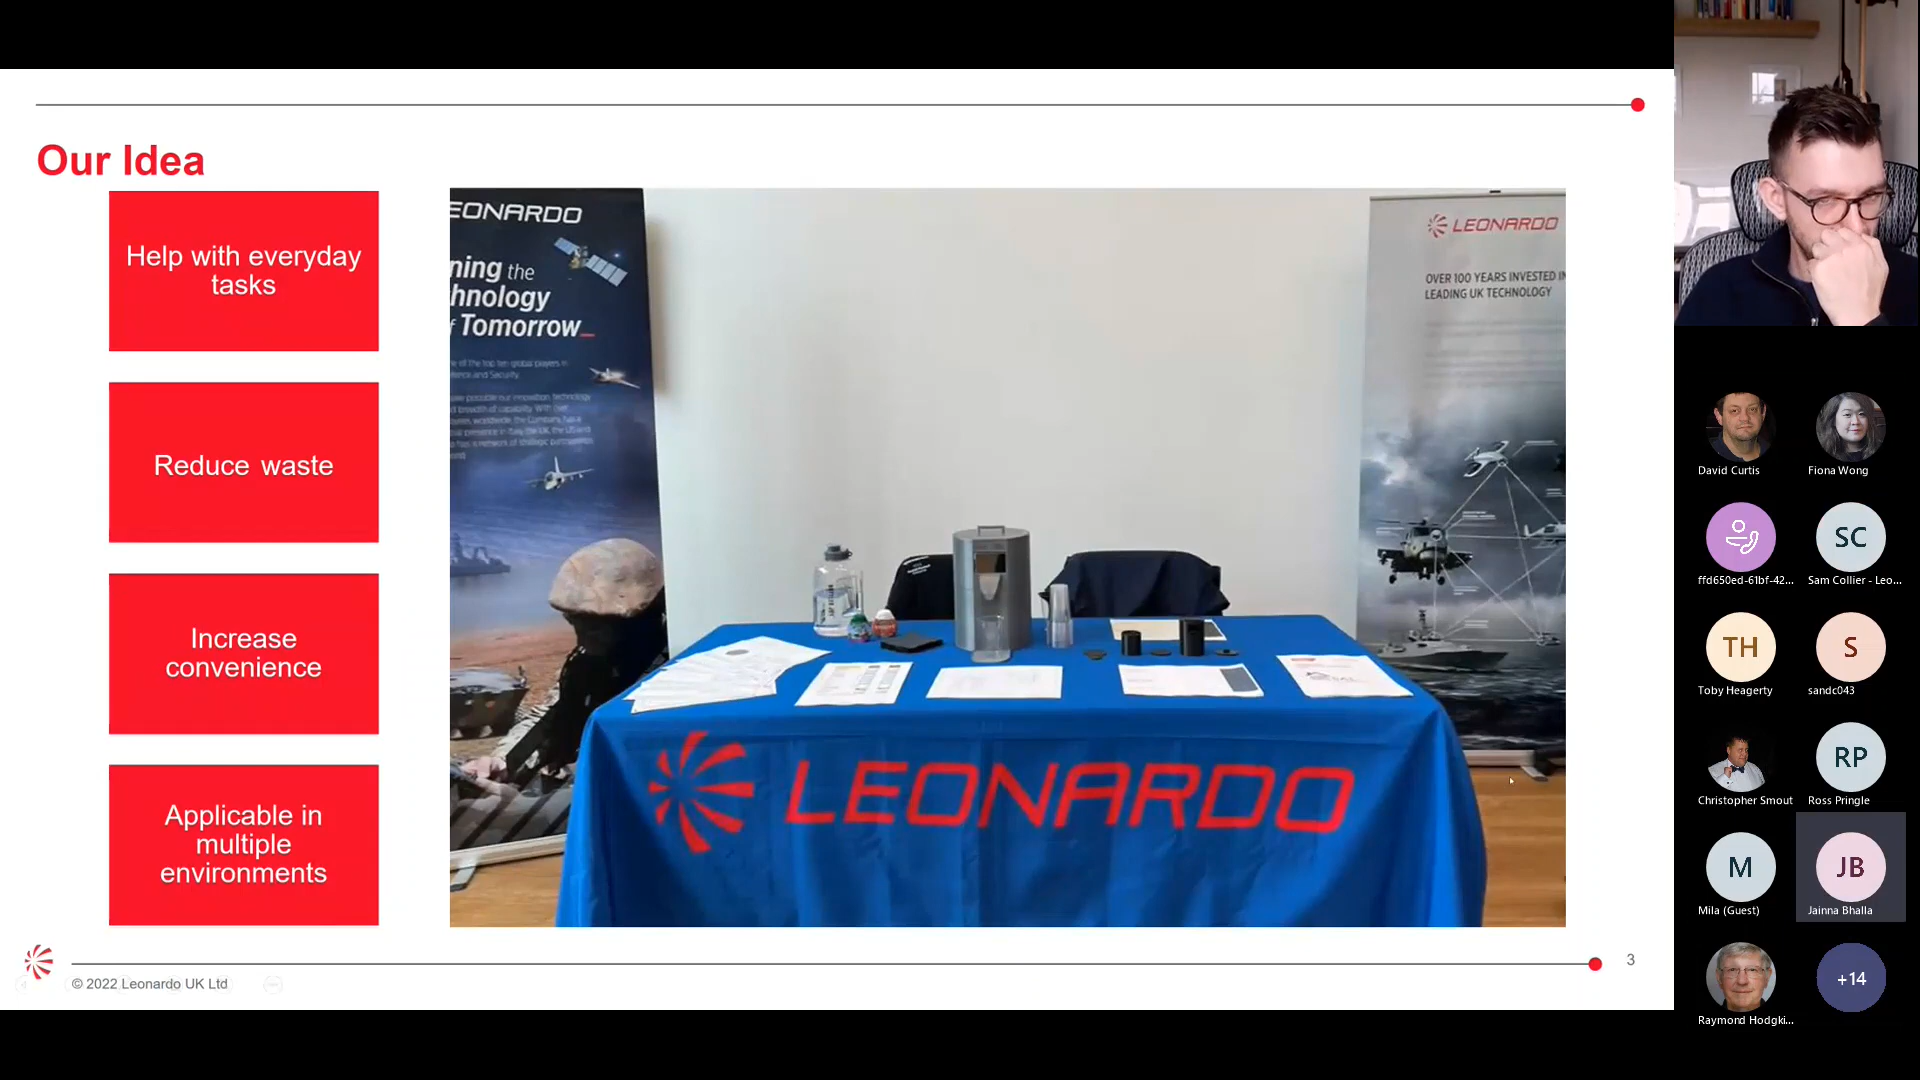 Our Idea
Help with everyday
tasks
Reduce waste
Increase
convenience
Applicable in
multiple
environments
EONARDO
ning the
hnology
f Tomorrow_
LEONARDO
OVER 100 YEARS INVESTED IN
LEADING UK TECHNOLOGY
LEONARDO
© 2022 Leonardo UK Ltd
3
David Curtis
Fiona Wong
ffd650ed-61bf-42...
SC
Sam Collier - Leo...
TH
Toby Heagerty
S
sandc043
Christopher Smout
RP
Ross Pringle
M
Mila (Guest)
JB
Jainna Bhalla
Raymond Hodgki...
+14